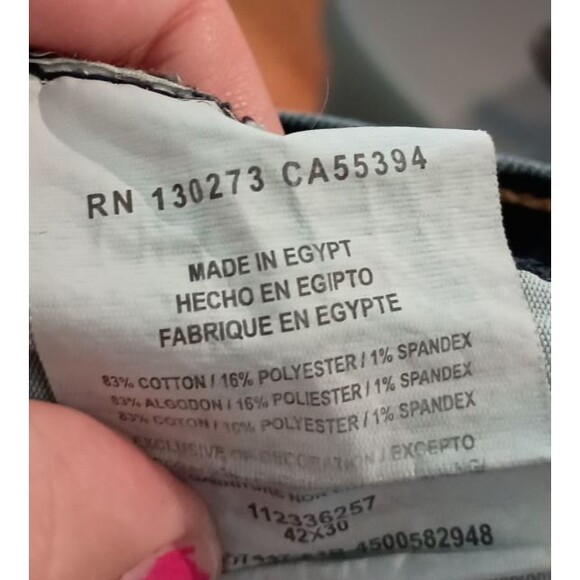 RN 130273 CA55394
MADE IN EGYPT
HECHO EN EGIPTO
FABRIQUE EN EGYPTE
83% COTTON / 16% POLYESTER / 1% SPANDEX
83% ALGODON / 16% POLIESTER / 1% SPANDEX
83% COTON / 16% POLYESTER / 1% SPANDEX
EXCLUSIVE OF DECORATION / EXCEPTO
NON
112336257
42X30
4500582948